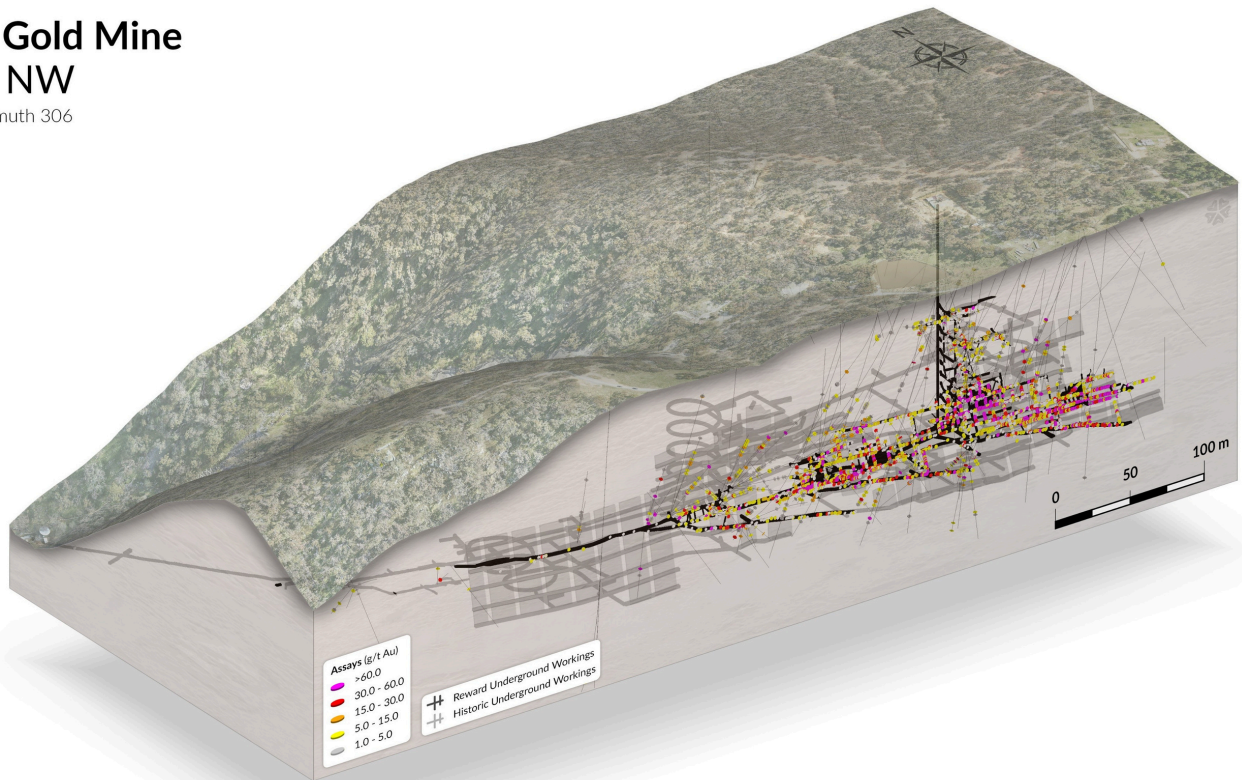 Gold Mine
NW
muth 306
N
0
50
100 m
Assays (g/t Au)
>60.0
30.0 - 60.0
15.0 - 30.0
5.0 - 15.0
1.0 - 5.0
Reward Underground Workings
Historic Underground Workings